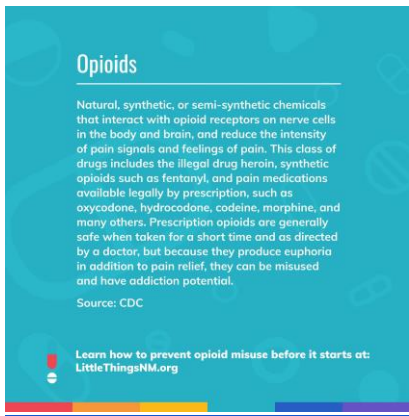 Opioids
Natural, synthetic, or semi-synthetic chemicals
that interact with opioid receptors on nerve cells
in the body and brain, and reduce the intensity
of pain signals and feelings of pain. This class of
drugs includes the illegal drug heroin, synthetic
opioids such as fentanyl, and pain medications
available legally by prescription, such as
oxycodone, hydrocodone, codeine, morphine, and
many others. Prescription opioids are generally
safe when taken for a short time and as directed
by a doctor, but because they produce euphoria
in addition to pain relief, they can be misused
and have addiction potential.
Source: CDC
Learn how to prevent opioid misuse before it starts at:
LittleThingsNM.org